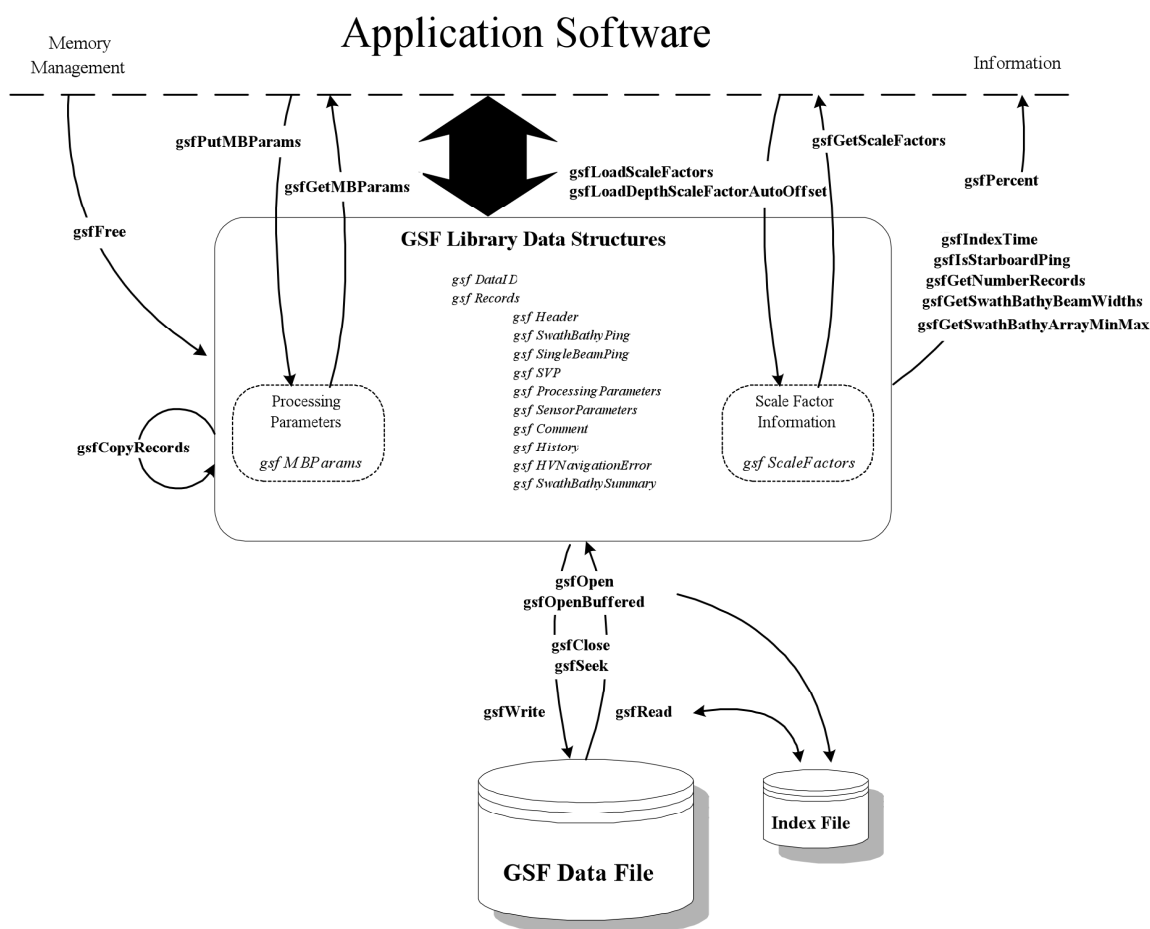 Application Software
Memory
Management
Information
gsfPutMBParams
gsfGetMBParams
gsfLoadScaleFactors
gsfLoadDepthScaleFactorAutoOffset
gsfGetScaleFactors
gsfPercent
gsfFree
GSF Library Data Structures
gsfIndexTime
gsfIsStarboardPing
gsfGetNumberRecords
gsfGetSwathBathyBeamWidths
gsfGetSwathBathyArrayMinMax
gsf DataID
gsf Records
gsf Header
gsf SwathBathyPing
gsf SingleBeamPing
gsf SVP
gsf ProcessingParameters
gsf SensorParameters
gsf Comment
gsf History
gsf HVNavigationError
gsf SwathBathySummary
Processing
Parameters
gsf MBParams
Scale Factor
Information
gsf ScaleFactors
gsfCopyRecords
gsfOpen
gsfOpenBuffered
gsfClose
gsfSeek
gsfWrite
gsfRead
Index File
GSF Data File